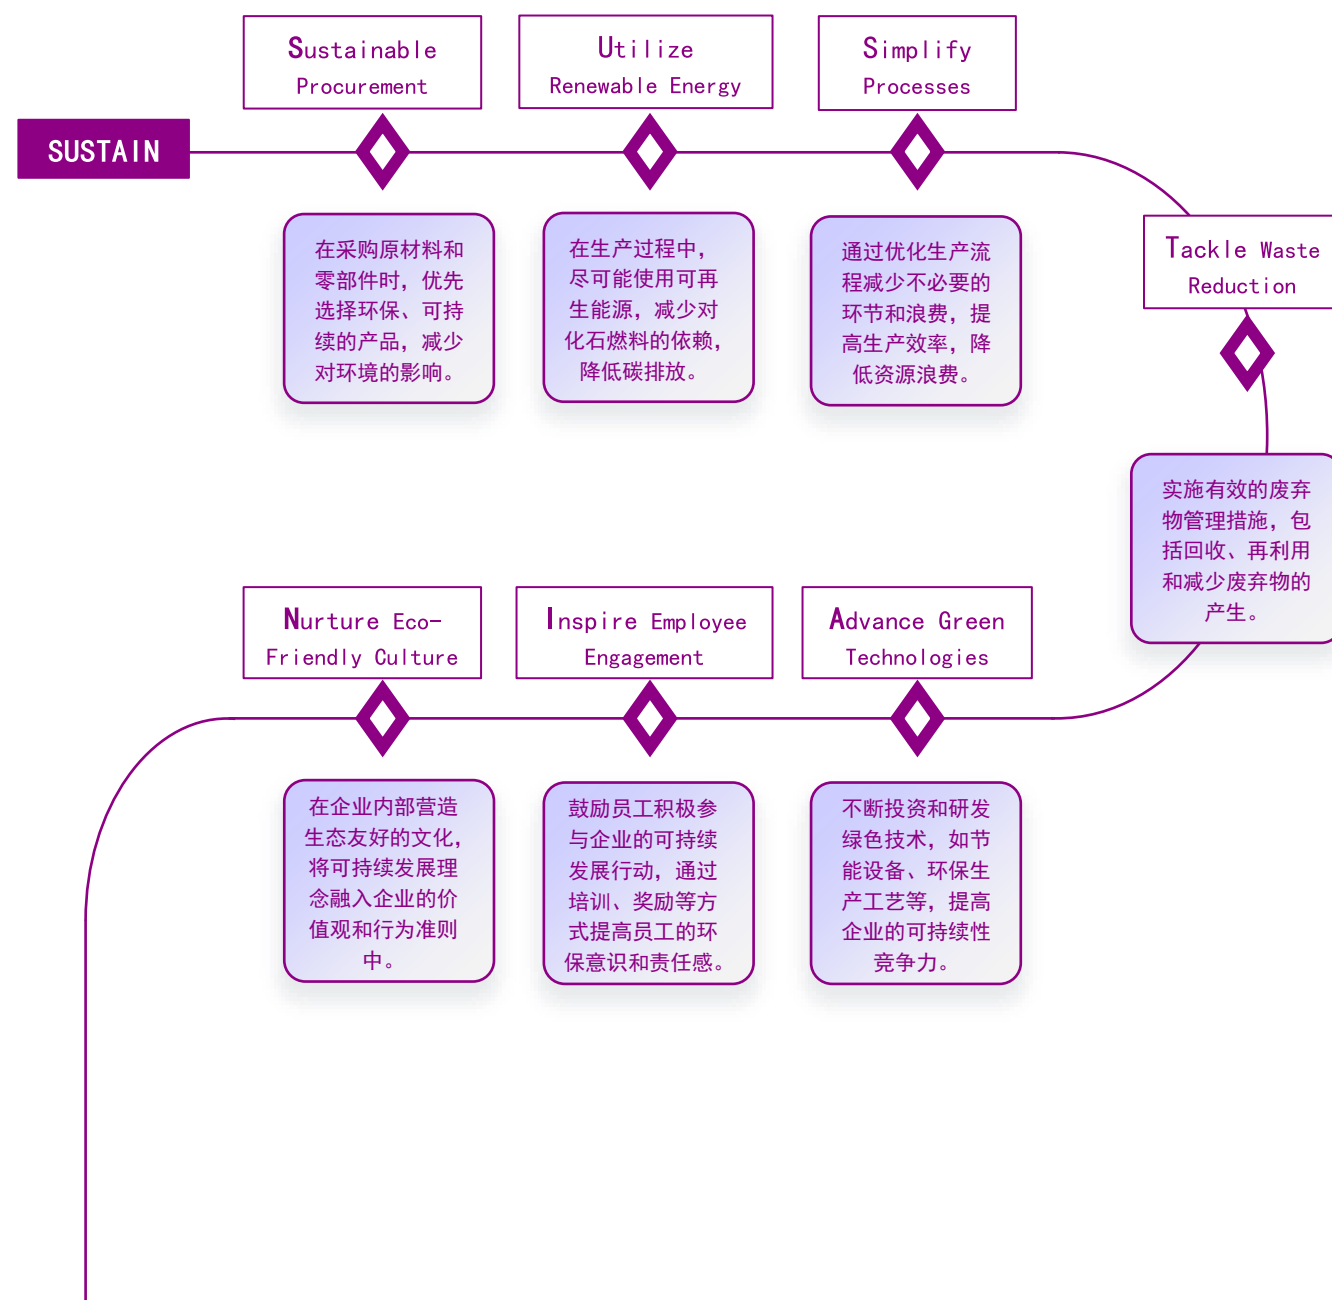 SUSTAIN
Sustainable
Procurement
在采购原材料和
零部件时，优先
选择环保、可持
续的产品，减少
对环境的影响。
Utilize
Renewable Energy
在生产过程中，
尽可能使用可再
生能源，减少对
化石燃料的依赖，
降低碳排放。
Simplify
Processes
通过优化生产流
程减少不必要的
环节和浪费，提
高生产效率，降
低资源浪费。
Tackle Waste
Reduction
实施有效的废弃
物管理措施，包
括回收、再利用
和减少废弃物的
产生。
Advance Green
Technologies
不断投资和研发
绿色技术，如节
能设备、环保生
产工艺等，提高
企业的可持续性
竞争力。
Inspire Employee
Engagement
鼓励员工积极参
与企业的可持续
发展行动，通过
培训、奖励等方
式提高员工的环
保意识和责任感。
Nurture Eco-
Friendly Culture
在企业内部营造
生态友好的文化，
将可持续发展理
念融入企业的价
值观和行为准则
中。